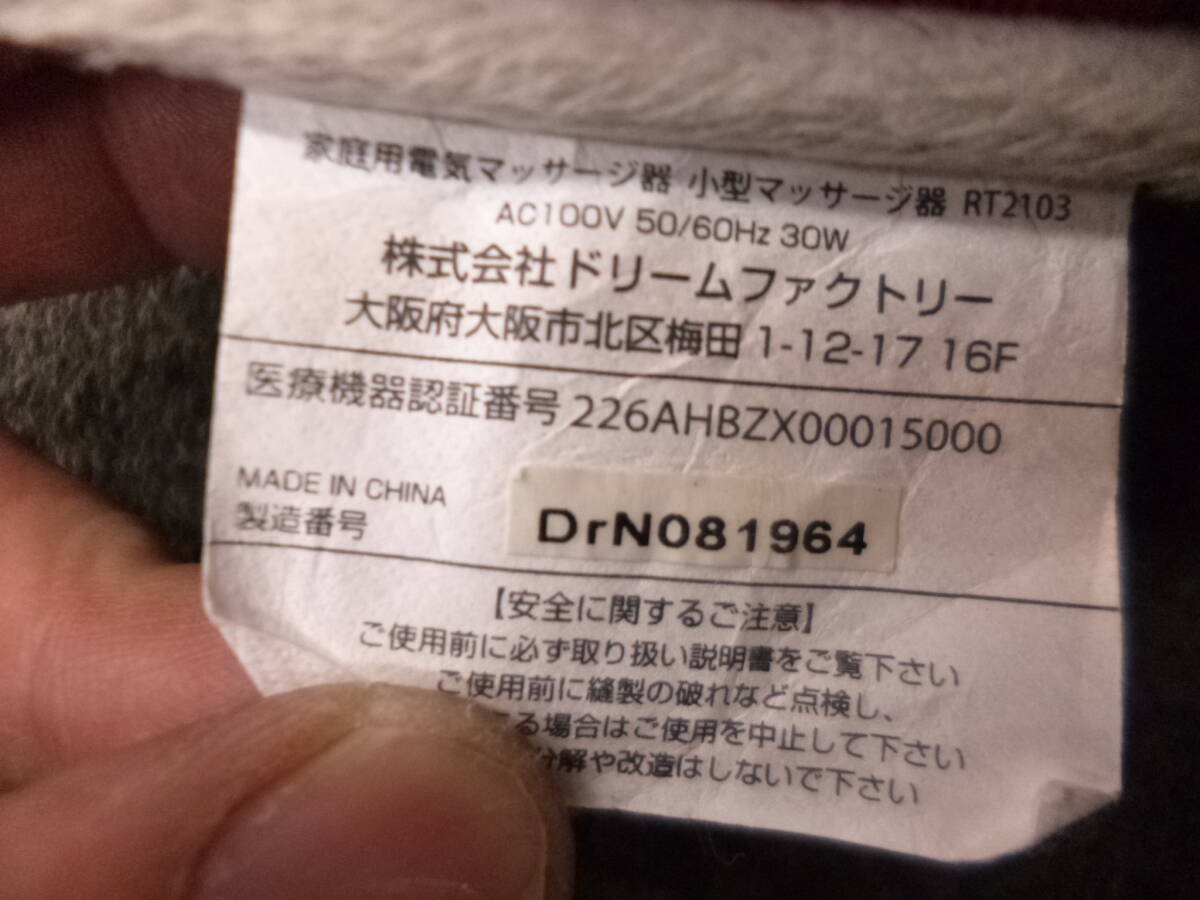 家庭用電気マッサージ器 小型マッサージ器 RT2103
AC100V 50/60Hz 30W
株式会社ドリームファクトリー
大阪府大阪市北区梅田 1-12-17 16F
医療機器認証番号 226AHBZX00015000
MADE IN CHINA
製造番号 DrN081964
【安全に関するご注意】
ご使用前に必ず取り扱い説明書をご覧下さい
ご使用前に縫製の破れなど点検し、
る場合はご使用を中止して下さい
分解や改造はしないで下さい